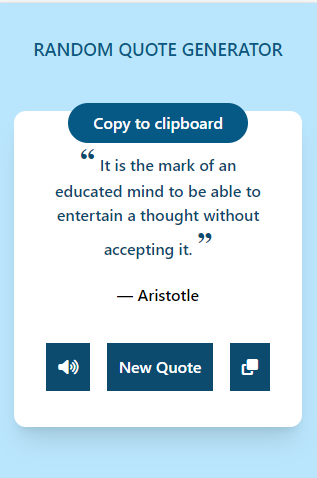 RANDOM QUOTE GENERATOR
Copy to clipboard
“ It is the mark of an
educated mind to be able to
entertain a thought without
accepting it. ”
— Aristotle
New Quote